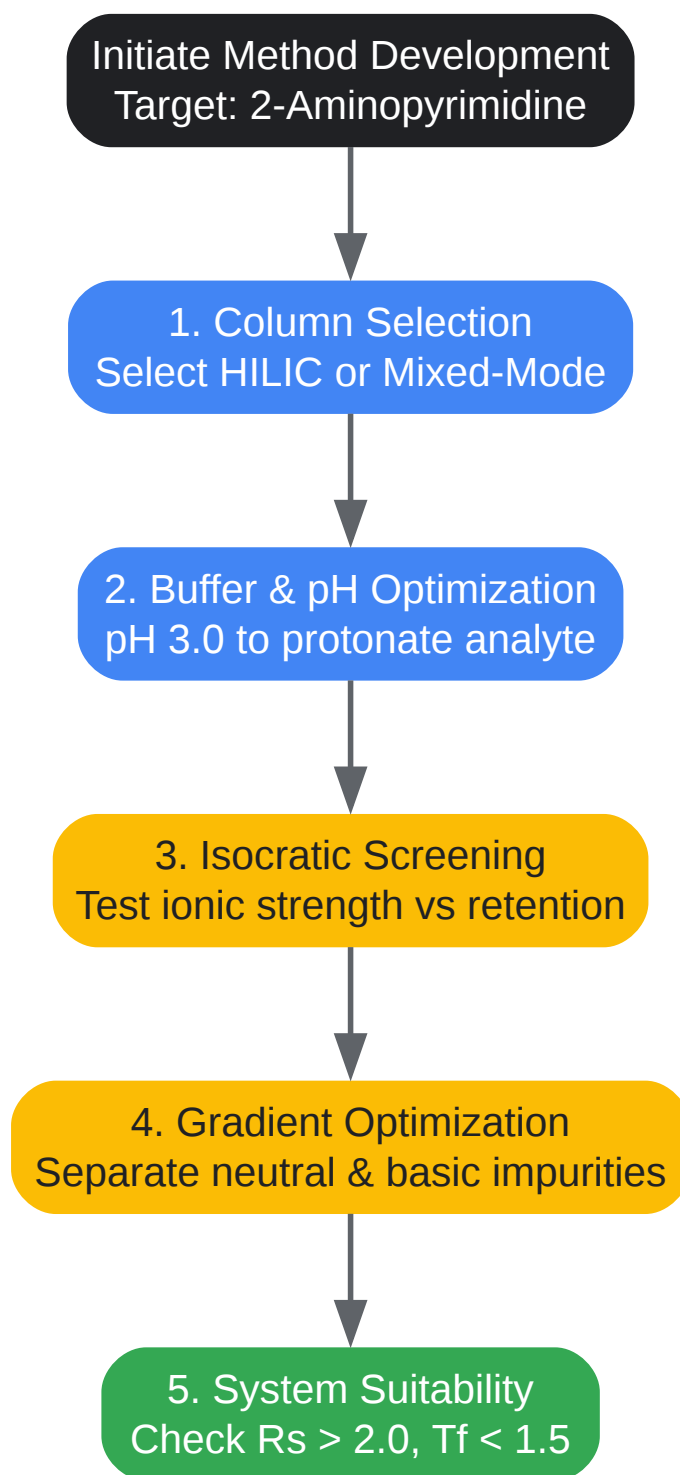 Initiate Method Development
Target: 2-Aminopyrimidine
1. Column Selection
Select HILIC or Mixed-Mode
2. Buffer & pH Optimization
pH 3.0 to protonate analyte
3. Isocratic Screening
Test ionic strength vs retention
4. Gradient Optimization
Separate neutral & basic impurities
5. System Suitability
Check Rs > 2.0, Tf < 1.5